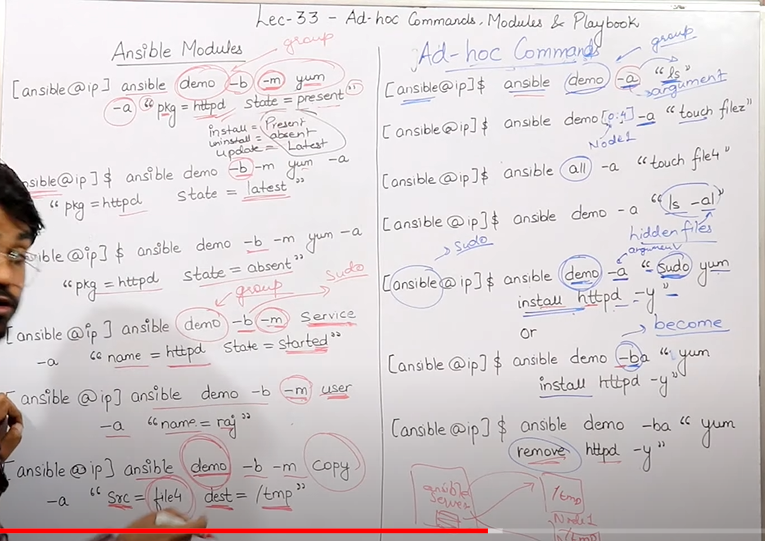 Lec-33 - Ad-hoc Commands, Modules & Playbook
Ansible Modules
group
[ansible@ip] ansible demo -b -m yum
-a "pkg = httpd state = present"
install = Present
uninstall = absent
update = Latest
ansible@ip]$ ansible demo -b -m yum -a
"pkg = httpd state = latest"
ansible@ip]$ ansible demo -b -m yum -a
"pkg = httpd state = absent"
group
Sudo
[ansible@ip] ansible demo -b -m Service
-a "name = httpd State = started"
[ansible@ip] ansible demo -b -m user
-a "name = raj"
[ansible@ip] ansible demo -b -m Copy
-a "Src = file4 dest = /tmp"
Ad-hoc Commands
group
[ansible@ip]$ ansible demo -a "ls"
argument
[ansible@ip]$ ansible demo[0:4] -a "touch filez"
Node1
[ansible@ip]$ ansible all -a "touch file4"
[ansible@ip]$ ansible demo -a "ls -al"
hidden files
Sudo
argument
[ansible@ip]$ ansible demo -a "sudo yum
install httpd -y"
or
become
[ansible@ip]$ ansible demo -ba "yum
install httpd -y"
[ansible@ip]$ ansible demo -ba "yum
remove httpd -y"
ansible
Server
/tmp
Node1
/tmp